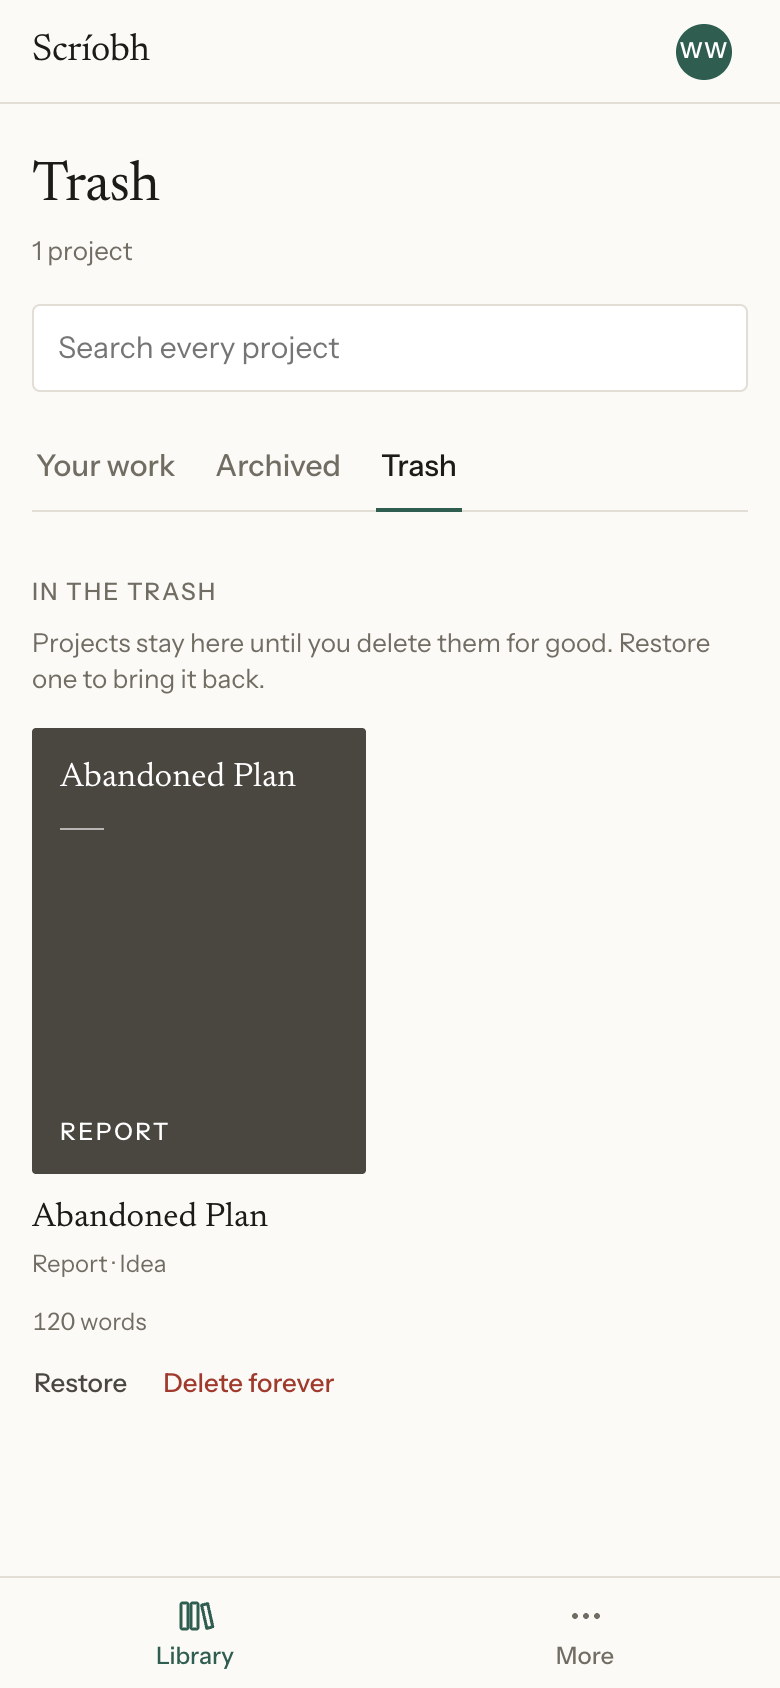 Scríobh
WW
Trash
1 project
Search every project
Your work
Archived
Trash
IN THE TRASH
Projects stay here until you delete them for good. Restore
one to bring it back.
Abandoned Plan
REPORT
Abandoned Plan
Report · Idea
120 words
Restore
Delete forever
Library
More